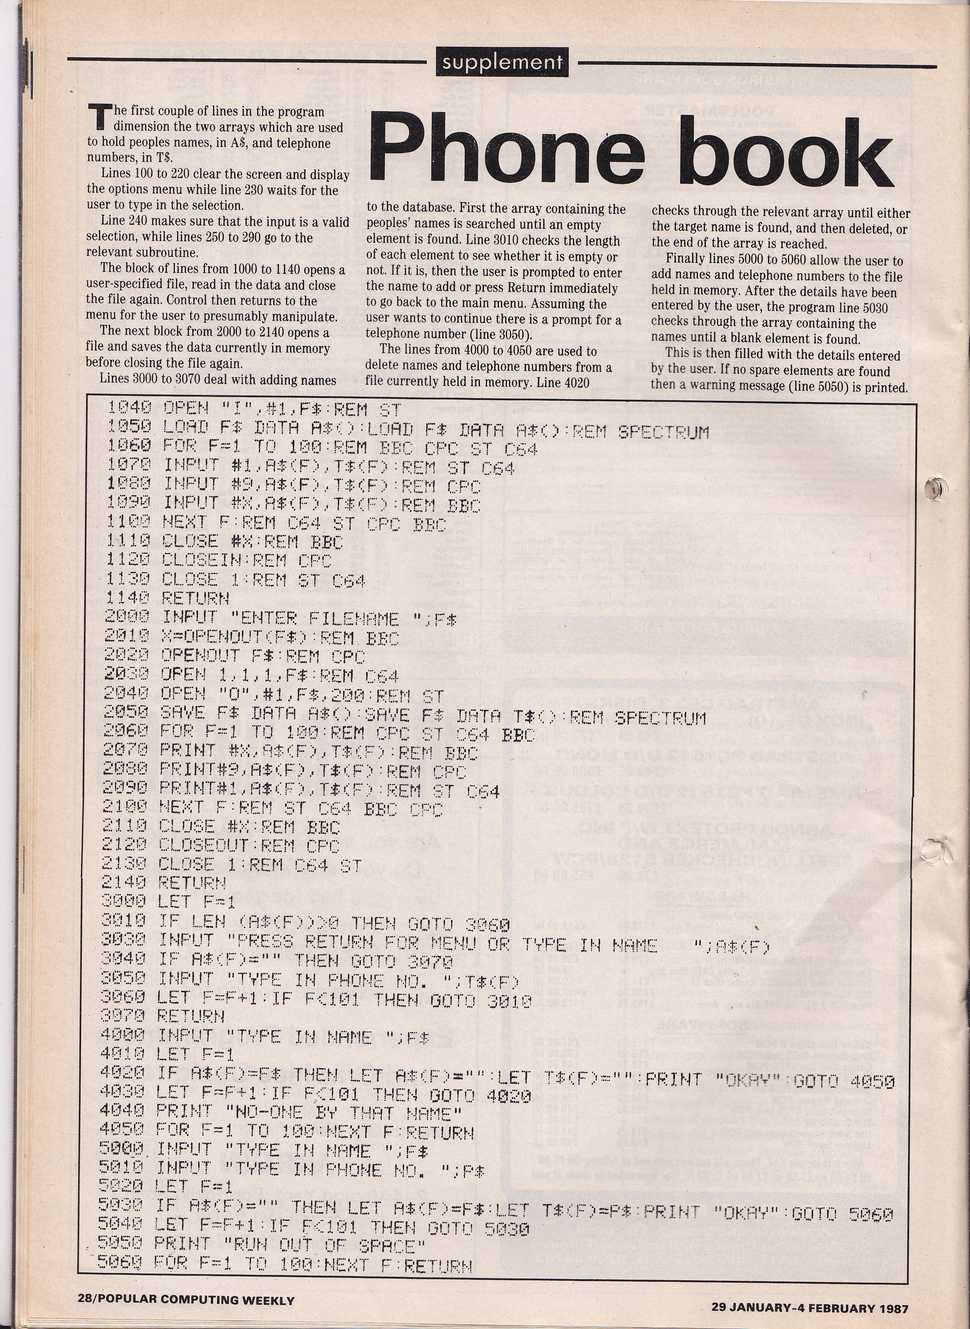 supplement
Phone book
The first couple of lines in the program
dimension the two arrays which are used
to hold peoples names, in A$, and telephone
numbers, in T$.
Lines 100 to 220 clear the screen and display
the options menu while line 230 waits for the
user to type in the selection.
Line 240 makes sure that the input is a valid
selection, while lines 250 to 290 go to the
relevant subroutine.
The block of lines from 1000 to 1140 opens a
user-specified file, read in the data and close
the file again. Control then returns to the
menu for the user to presumably manipulate.
The next block from 2000 to 2140 opens a
file and saves the data currently in memory
before closing the file again.
Lines 3000 to 3070 deal with adding names
to the database. First the array containing the
peoples' names is searched until an empty
element is found. Line 3010 checks the length
of each element to see whether it is empty or
not. If it is, then the user is prompted to enter
the name to add or press Return immediately
to go back to the main menu. Assuming the
user wants to continue there is a prompt for a
telephone number (line 3050).
The lines from 4000 to 4050 are used to
delete names and telephone numbers from a
file currently held in memory. Line 4020
checks through the relevant array until either
the target name is found, and then deleted, or
the end of the array is reached.
Finally lines 5000 to 5060 allow the user to
add names and telephone numbers to the file
held in memory. After the details have been
entered by the user, the program line 5030
checks through the array containing the
names until a blank element is found.
This is then filled with the details entered
by the user. If no spare elements are found
then a warning message (line 5050) is printed.
1040 OPEN "I",#1,F$:REM ST
1050 LOAD F$ DATA A$():LOAD F$ DATA A$():REM SPECTRUM
1060 FOR F=1 TO 100:REM BBC CPC ST C64
1070 INPUT #1,A$(F),T$(F):REM ST C64
1080 INPUT #9,A$(F),T$(F):REM CPC
1090 INPUT #X,A$(F),T$(F):REM BBC
1100 NEXT F:REM C64 ST CPC BBC
1110 CLOSE #X:REM BBC
1120 CLOSEIN:REM CPC
1130 CLOSE 1:REM ST C64
1140 RETURN
2000 INPUT "ENTER FILENAME ";F$
2010 X=OPENOUT(F$):REM BBC
2020 OPENOUT F$:REM CPC
2030 OPEN 1,1,1,F$:REM C64
2040 OPEN "O",#1,F$,200:REM ST
2050 SAVE F$ DATA A$():SAVE F$ DATA T$():REM SPECTRUM
2060 FOR F=1 TO 100:REM CPC ST C64 BBC
2070 PRINT #X,A$(F),T$(F):REM BBC
2080 PRINT#9,A$(F),T$(F):REM CPC
2090 PRINT#1,A$(F),T$(F):REM ST C64
2100 NEXT F:REM ST C64 BBC CPC
2110 CLOSE #X:REM BBC
2120 CLOSEOUT:REM CPC
2130 CLOSE 1:REM C64 ST
2140 RETURN
3000 LET F=1
3010 IF LEN (A$(F))>0 THEN GOTO 3060
3030 INPUT "PRESS RETURN FOR MENU OR TYPE IN NAME   ";A$(F)
3040 IF A$(F)="" THEN GOTO 3070
3050 INPUT "TYPE IN PHONE NO. ";T$(F)
3060 LET F=F+1:IF F<101 THEN GOTO 3010
3070 RETURN
4000 INPUT "TYPE IN NAME ";F$
4010 LET F=1
4020 IF A$(F)=F$ THEN LET A$(F)="":LET T$(F)="":PRINT "OKAY":GOTO 4050
4030 LET F=F+1:IF F<101 THEN GOTO 4020
4040 PRINT "NO-ONE BY THAT NAME"
4050 FOR F=1 TO 100:NEXT F:RETURN
5000 INPUT "TYPE IN NAME ";F$
5010 INPUT "TYPE IN PHONE NO. ";P$
5020 LET F=1
5030 IF A$(F)="" THEN LET A$(F)=F$:LET T$(F)=P$:PRINT "OKAY":GOTO 5060
5040 LET F=F+1:IF F<101 THEN GOTO 5030
5050 PRINT "RUN OUT OF SPACE"
5060 FOR F=1 TO 100:NEXT F:RETURN
28/POPULAR COMPUTING WEEKLY
29 JANUARY-4 FEBRUARY 1987